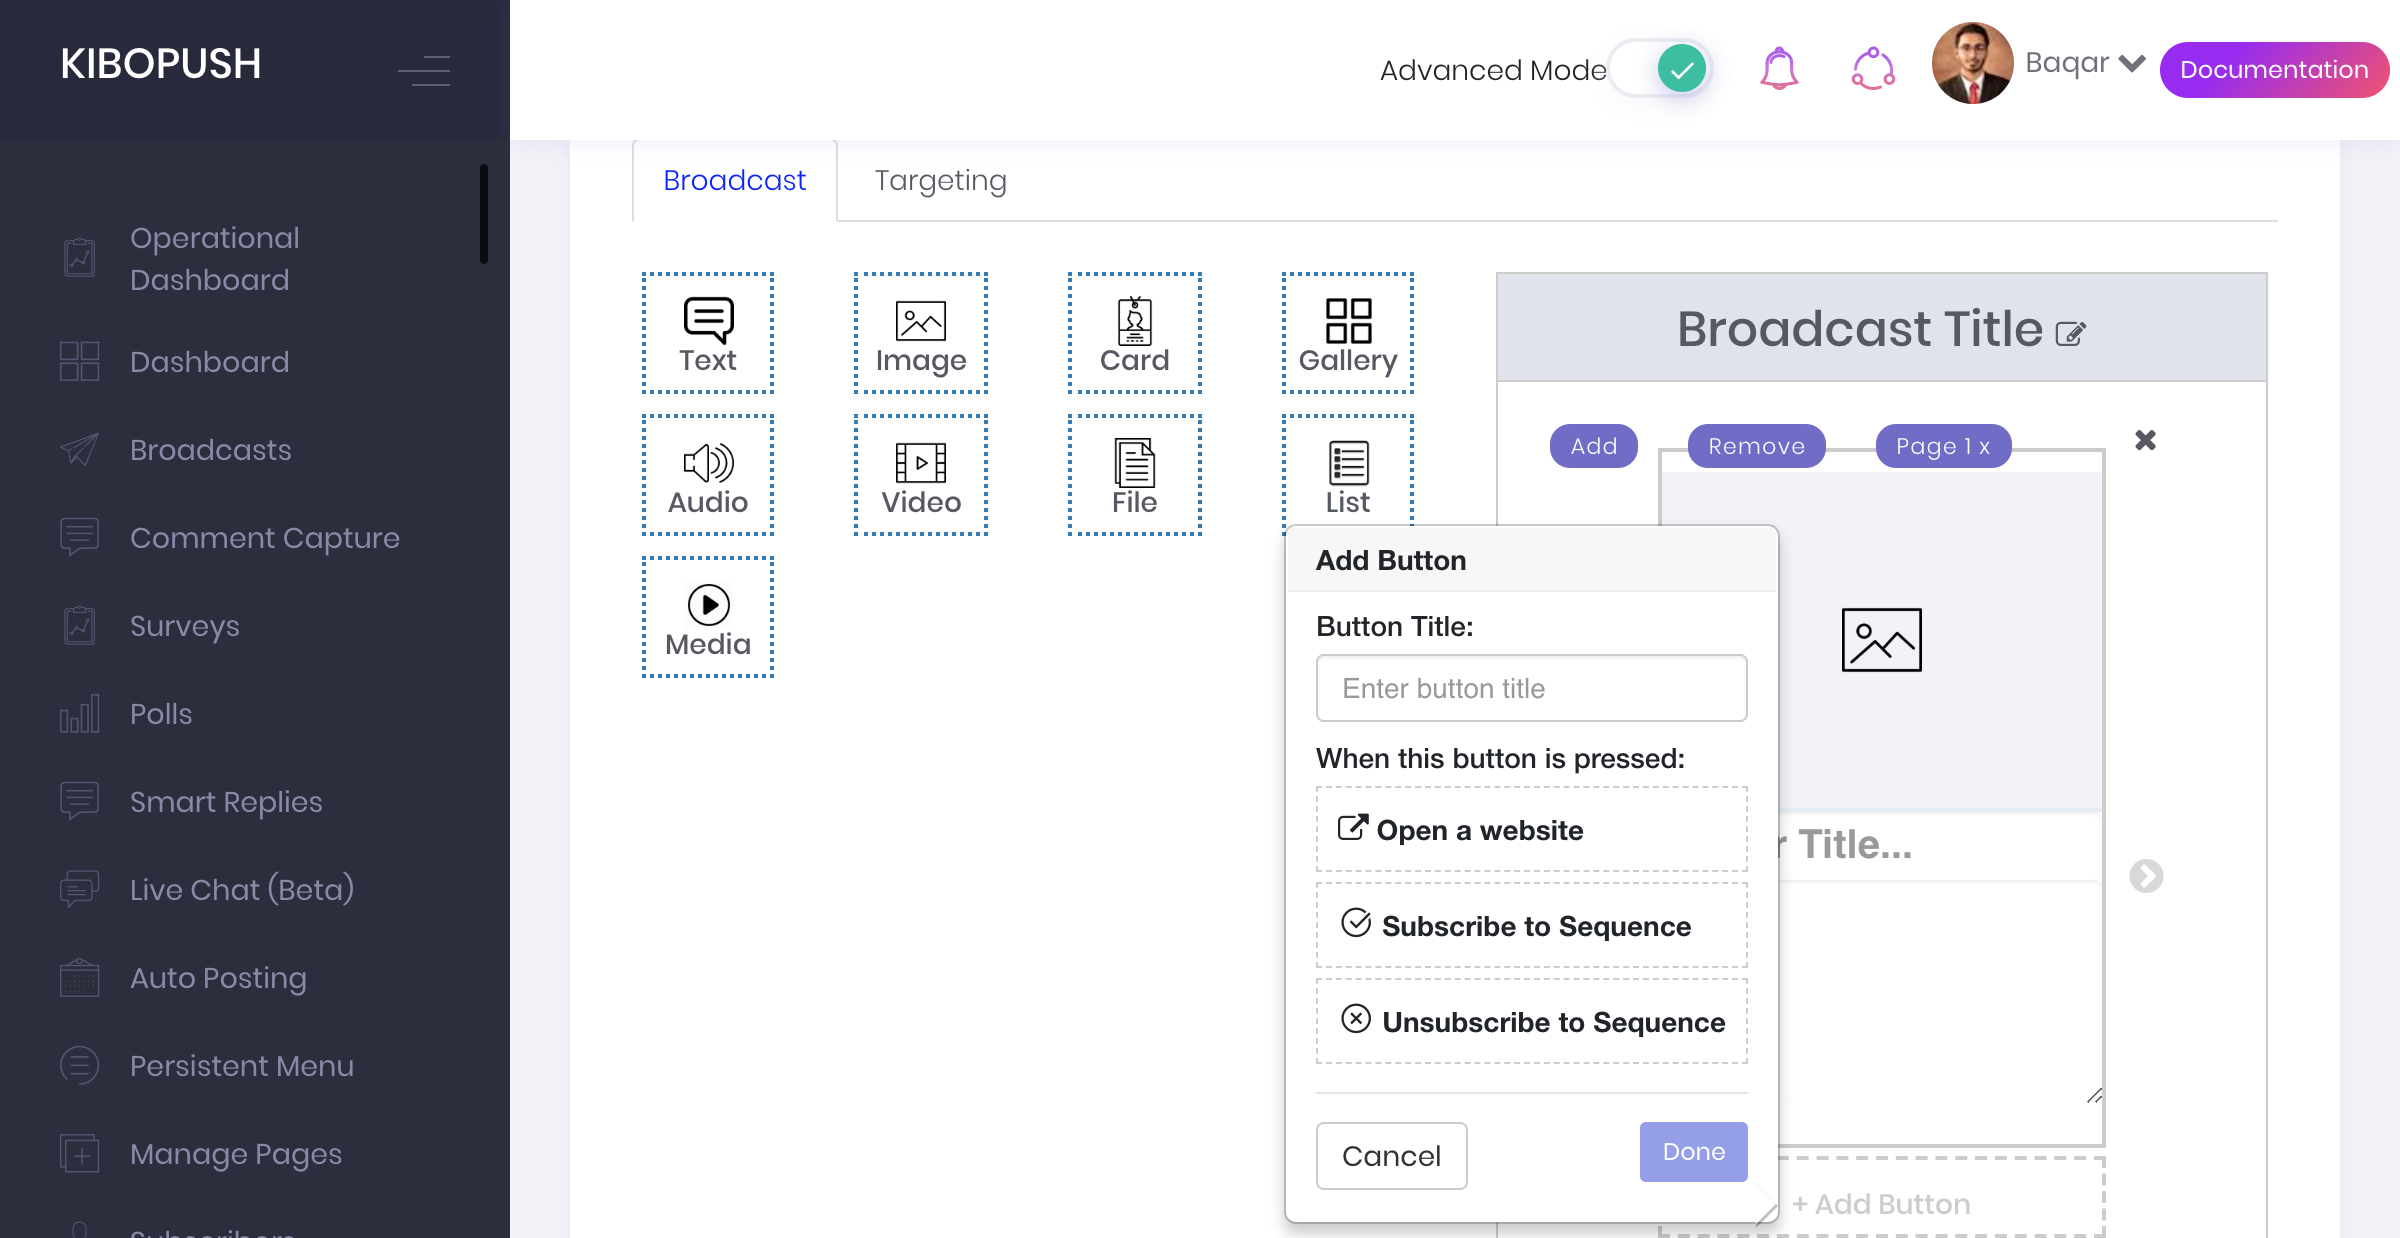 KIBOPUSH
Advanced Mode
Baqar
Documentation
Operational
Dashboard
Dashboard
Broadcasts
Comment Capture
Surveys
Polls
Smart Replies
Live Chat (Beta)
Auto Posting
Persistent Menu
Manage Pages
Broadcast
Targeting
Text
Image
Card
Gallery
Audio
Video
File
List
Media
Broadcast Title
Add
Remove
Page 1 x
Add Button
Button Title:
Enter button title
When this button is pressed:
Open a website
Subscribe to Sequence
Unsubscribe to Sequence
Cancel
Done
Title...
+ Add Button